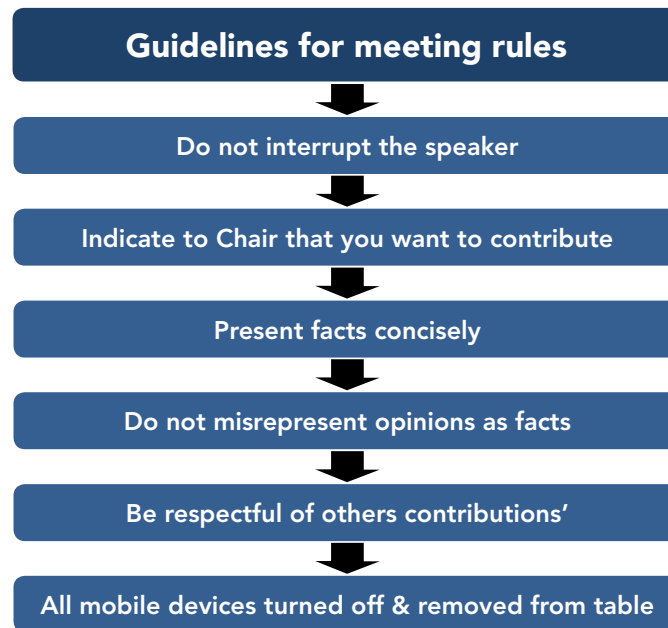 Guidelines for meeting rules
Do not interrupt the speaker
Indicate to Chair that you want to contribute
Present facts concisely
Do not misrepresent opinions as facts
Be respectful of others contributions’
All mobile devices turned off & removed from table